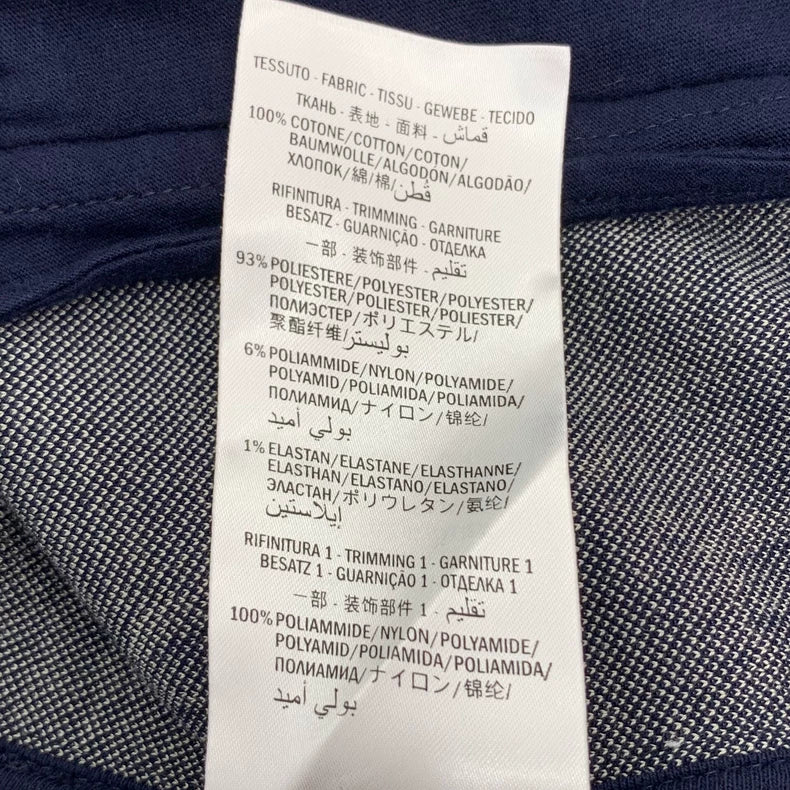 TESSUTO - FABRIC - TISSU - GEWEBE - TECIDO
ТКАНЬ - 表地 - 面料 - قماش
100% COTONE/COTTON/COTON/
BAUMWOLLE/ALGODÓN/ALGODÃO/
ХЛОПОК/綿/棉/قطن
RIFINITURA - TRIMMING - GARNITURE
BESATZ - GUARNIÇÃO - ОТДЕЛКА
一部 - 装饰部件 - تقليم
93% POLIESTERE/POLYESTER/POLYESTER/
POLYESTER/POLIESTER/POLIESTER/
ПОЛИЭСТЕР/ポリエステル/
聚酯纤维/بوليستر
6% POLIAMMIDE/NYLON/POLYAMIDE/
POLYAMID/POLIAMIDA/POLIAMIDA/
ПОЛИАМИД/ナイロン/锦纶/
بولي أميد
1% ELASTAN/ELASTANE/ELASTHANNE/
ELASTHAN/ELASTANO/ELASTANO/
ЭЛАСТАН/ポリウレタン/氨纶/
إيلاستين
RIFINITURA 1 - TRIMMING 1 - GARNITURE 1
BESATZ 1 - GUARNIÇÃO 1 - ОТДЕЛКА 1
一部 - 装饰部件 1 - تقليم
100% POLIAMMIDE/NYLON/POLYAMIDE/
POLYAMID/POLIAMIDA/POLIAMIDA/
ПОЛИАМИД/ナイロン/锦纶/
بولي أميد